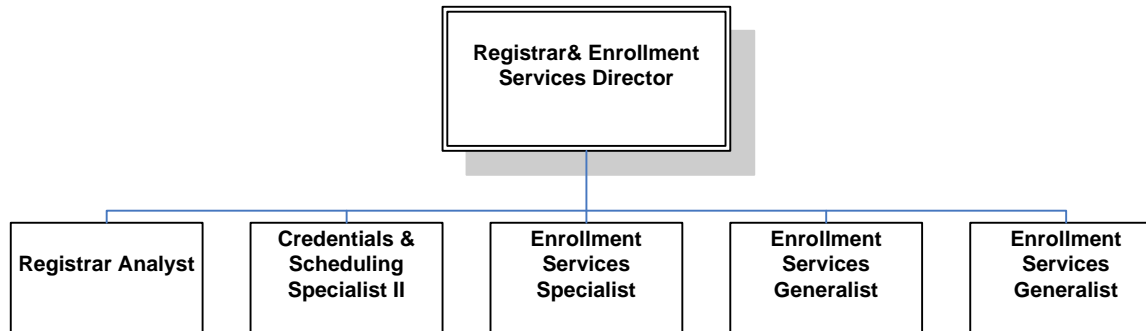 Registrar& Enrollment
Services Director
Registrar Analyst
Credentials &
Scheduling
Specialist II
Enrollment
Services
Specialist
Enrollment
Services
Generalist
Enrollment
Services
Generalist